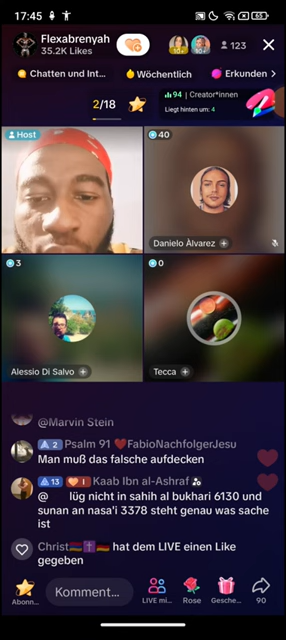 17:45
65
Flexabrenyah
35.2K Likes
10+ 10+
123
Chatten und Int...
Wöchentlich
Erkunden >
2/18
94 | Creator*innen
Liegt hinten um: 4
Host
40
Danielo Àlvarez +
3
0
Alessio Di Salvo +
Tecca +
@Marvin Stein
2 Psalm 91 ❤️FabioNachfolgerJesu
Man muß das falsche aufdecken
13 I Kaab Ibn al-Ashraf
@ lüg nicht in sahih al bukhari 6130 und
sunan an nasa'i 3378 steht genau was sache
ist
Christ🇦🇲✝️🇩🇪 hat dem LIVE einen Like
gegeben
Abonn...
Komment...
LIVE mi...
Rose
Gesche...
90